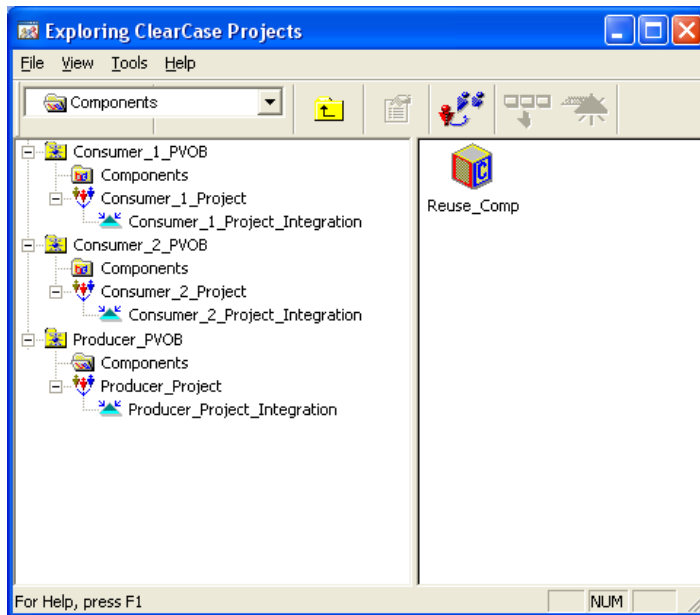 Exploring ClearCase Projects
File View Tools Help
Components
Consumer_1_PVOB
Components
Consumer_1_Project
Consumer_1_Project_Integration
Consumer_2_PVOB
Components
Consumer_2_Project
Consumer_2_Project_Integration
Producer_PVOB
Components
Producer_Project
Producer_Project_Integration
C
Reuse_Comp
For Help, press F1
NUM